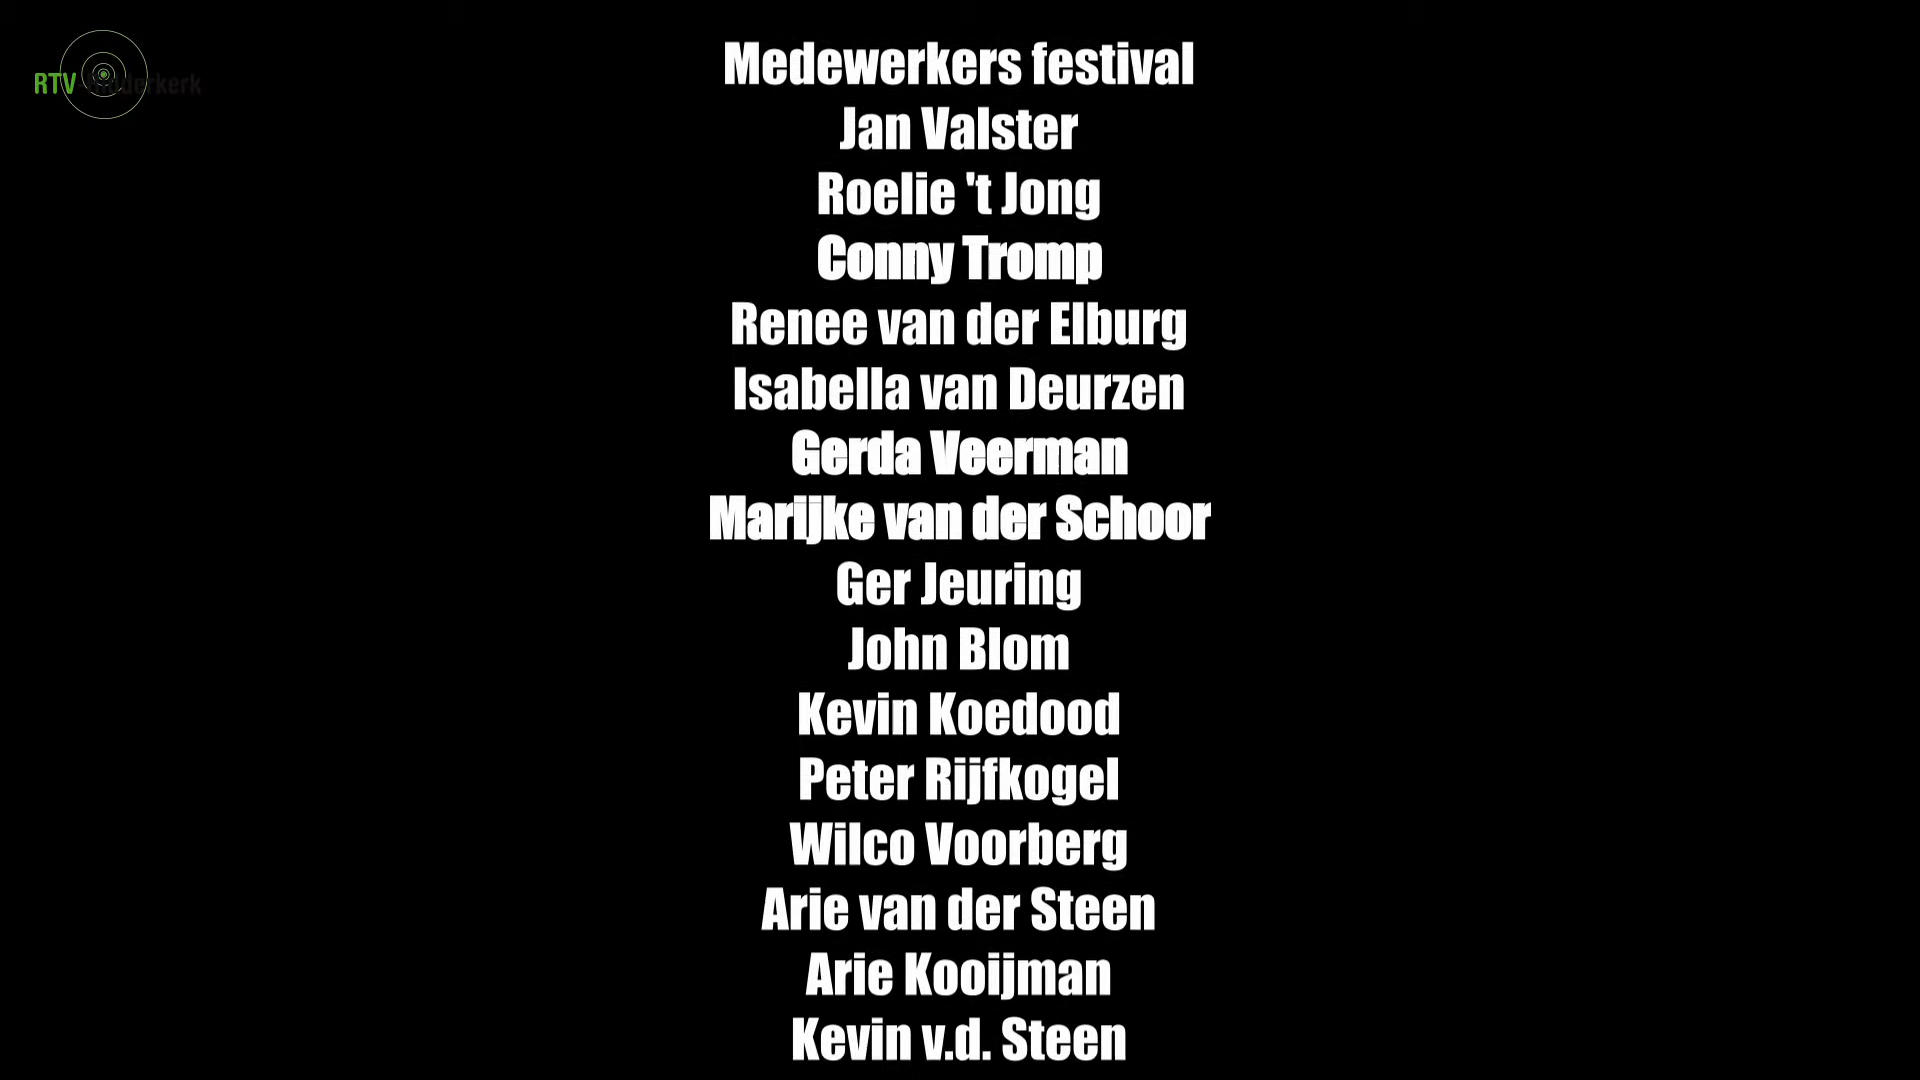 RTV Ridderkerk
Medewerkers festival
Jan Valster
Roelie 't Jong
Conny Tromp
Renee van der Elburg
Isabella van Deurzen
Gerda Veerman
Marijke van der Schoor
Ger Jeuring
John Blom
Kevin Koedood
Peter Rijfkogel
Wilco Voorberg
Arie van der Steen
Arie Kooijman
Kevin v.d. Steen